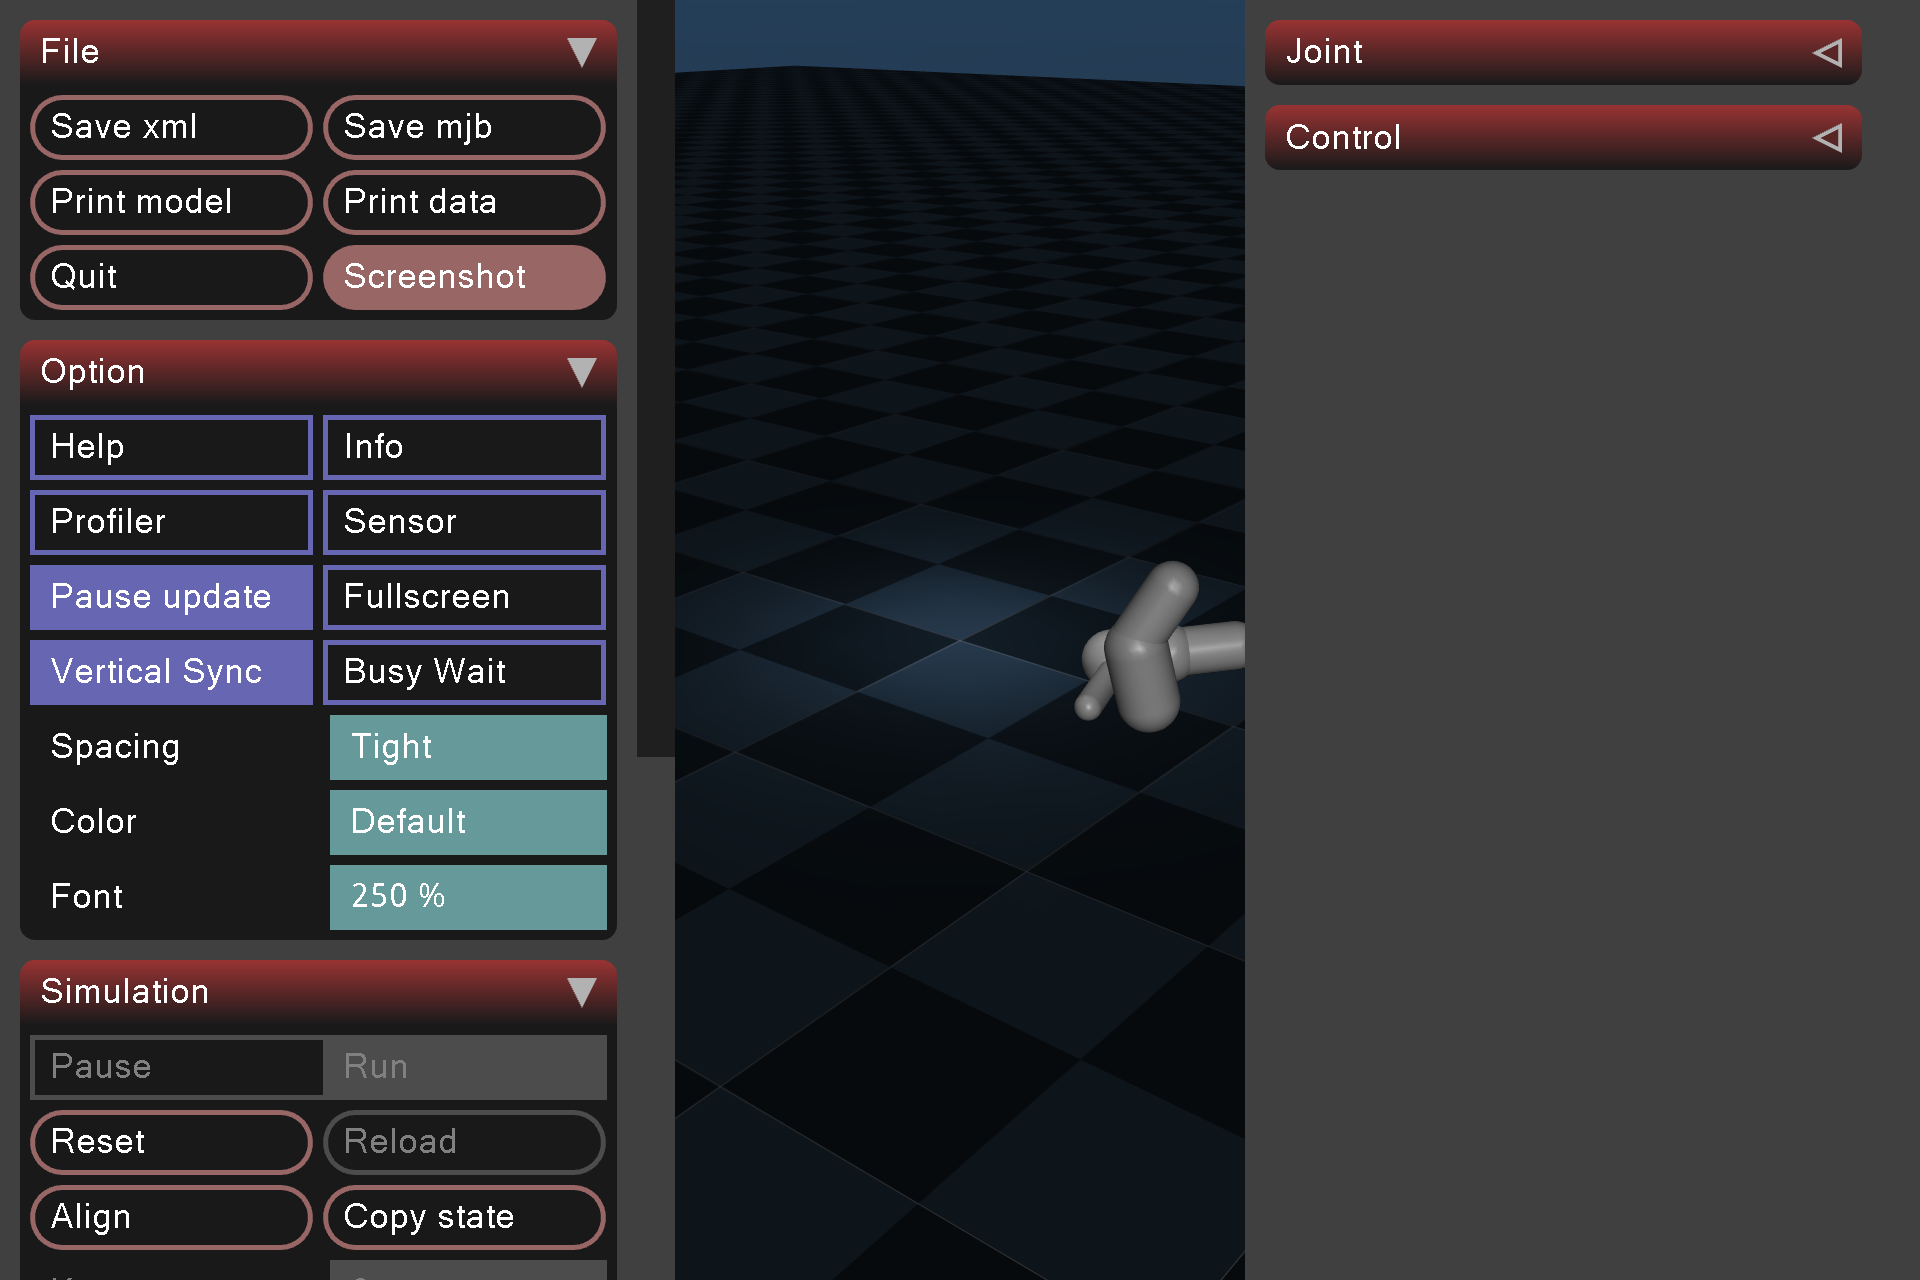 File
Save xml
Save mjb
Print model
Print data
Quit
Screenshot
Option
Help
Info
Profiler
Sensor
Pause update
Fullscreen
Vertical Sync
Busy Wait
Spacing
Tight
Color
Default
Font
250 %
Simulation
Pause
Run
Reset
Reload
Align
Copy state
Joint
Control